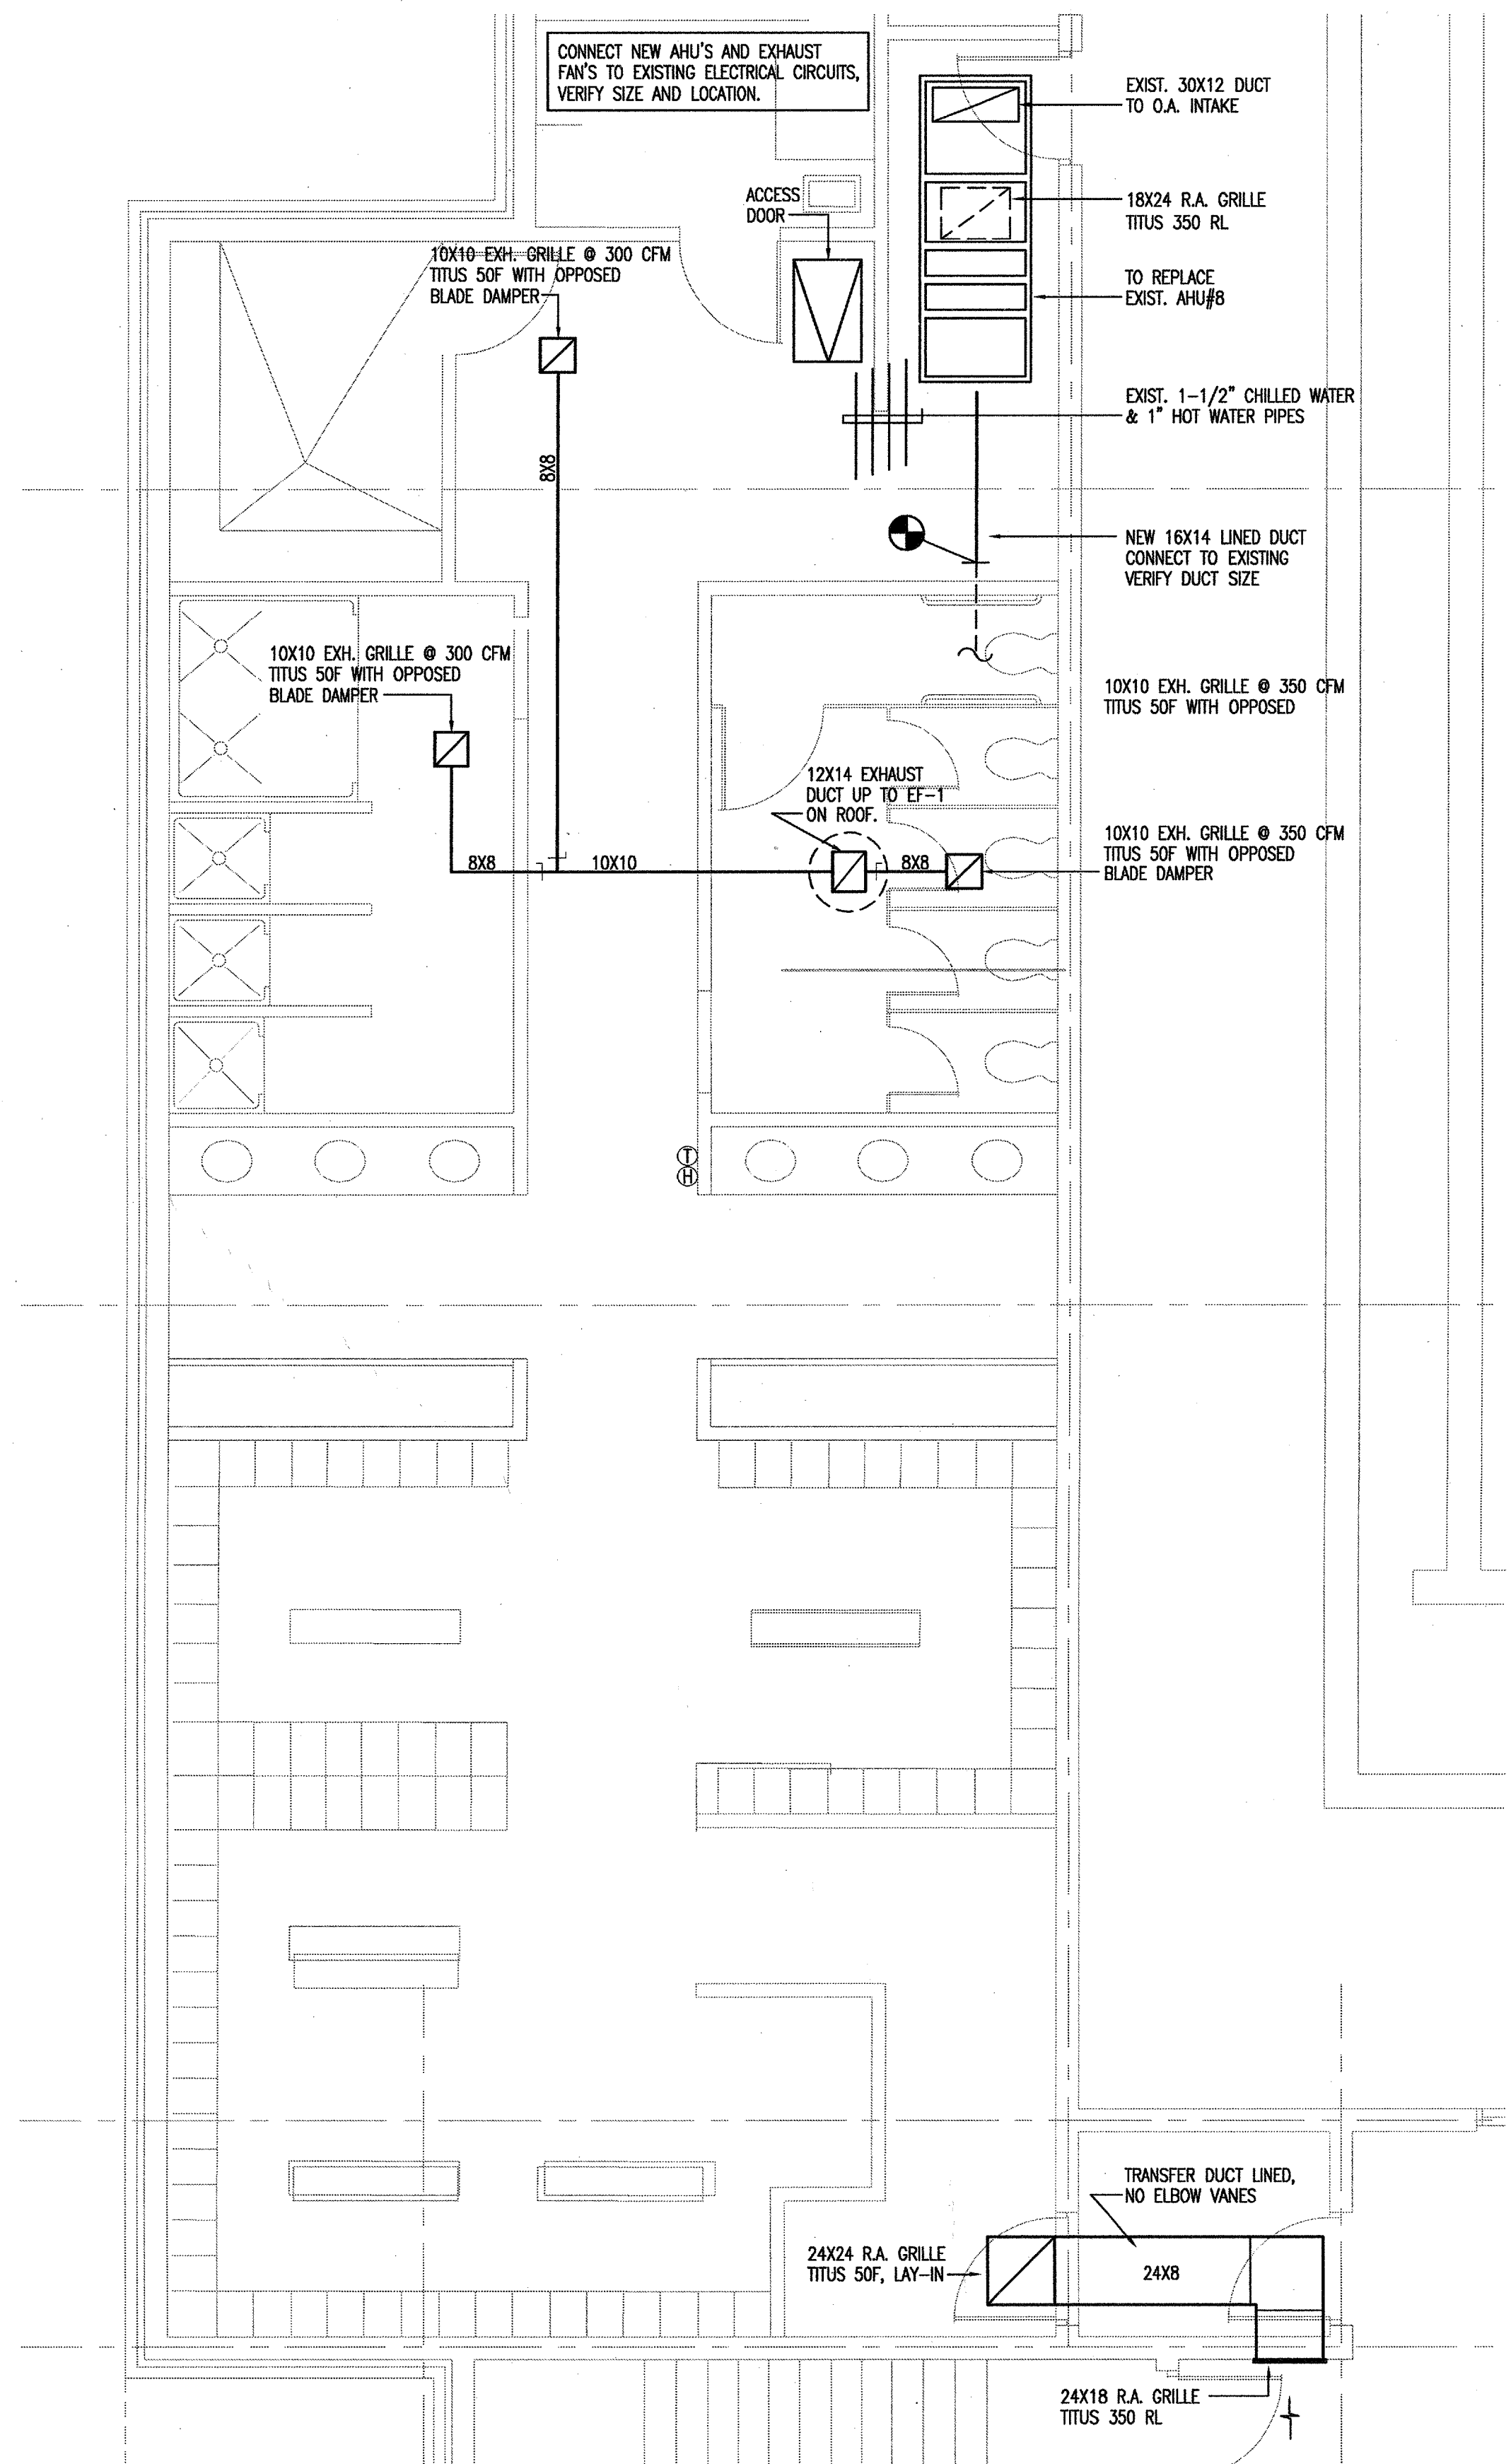 CONNECT NEW AHU'S AND EXHAUST
FAN'S TO EXISTING ELECTRICAL CIRCUITS,
VERIFY SIZE AND LOCATION.
EXIST. 30X12 DUCT
TO O.A. INTAKE
ACCESS
DOOR
18X24 R.A. GRILLE
TITUS 350 RL
10X10 EXH. GRILLE @ 300 CFM
TITUS 50F WITH OPPOSED
BLADE DAMPER
TO REPLACE
EXIST. AHU#8
EXIST. 1-1/2" CHILLED WATER
& 1" HOT WATER PIPES
8X8
NEW 16X14 LINED DUCT
CONNECT TO EXISTING
VERIFY DUCT SIZE
10X10 EXH. GRILLE @ 300 CFM
TITUS 50F WITH OPPOSED
BLADE DAMPER
10X10 EXH. GRILLE @ 350 CFM
TITUS 50F WITH OPPOSED
12X14 EXHAUST
DUCT UP TO EF-1
ON ROOF.
10X10 EXH. GRILLE @ 350 CFM
TITUS 50F WITH OPPOSED
BLADE DAMPER
8X8
10X10
8X8
T
H
TRANSFER DUCT LINED,
NO ELBOW VANES
24X24 R.A. GRILLE
TITUS 50F, LAY-IN
24X8
24X18 R.A. GRILLE
TITUS 350 RL